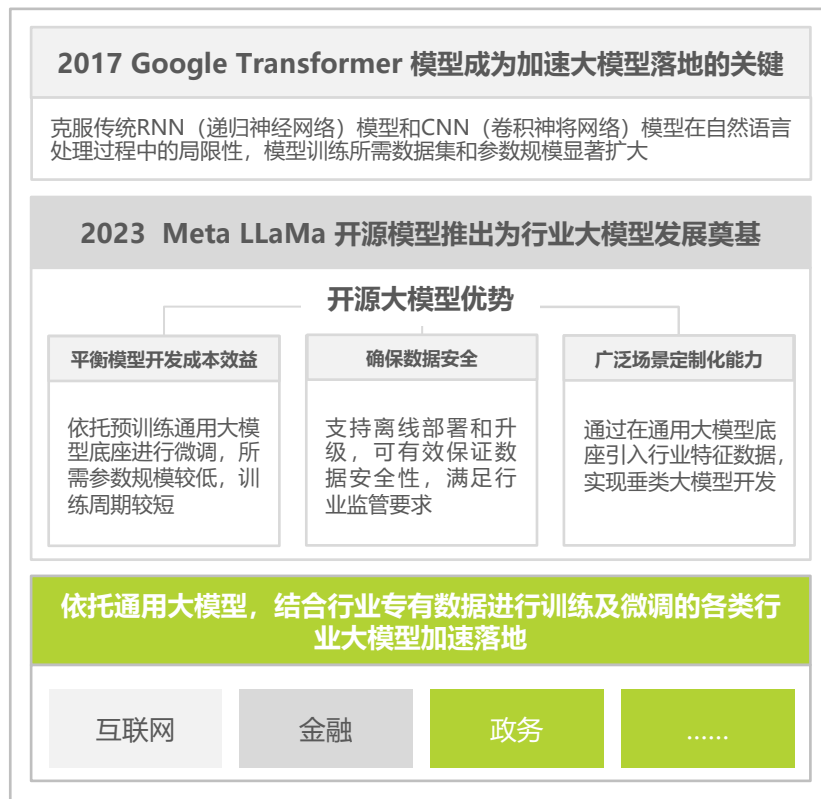 2017 Google Transformer 模型成为加速大模型落地的关键
克服传统RNN（递归神经网络）模型和CNN（卷积神将网络）模型在自然语言
处理过程中的局限性，模型训练所需数据集和参数规模显著扩大
2023 Meta LLaMa 开源模型推出为行业大模型发展奠基
开源大模型优势
平衡模型开发成本效益
依托预训练通用大模
型底座进行微调，所
需参数规模较低，训
练周期较短
确保数据安全
支持离线部署和升
级，可有效保证数
据安全性，满足行
业监管要求
广泛场景定制化能力
通过在通用大模型底
座引入行业特征数据，
实现垂类大模型开发
依托通用大模型，结合行业专有数据进行训练及微调的各类行
业大模型加速落地
互联网
金融
政务
……